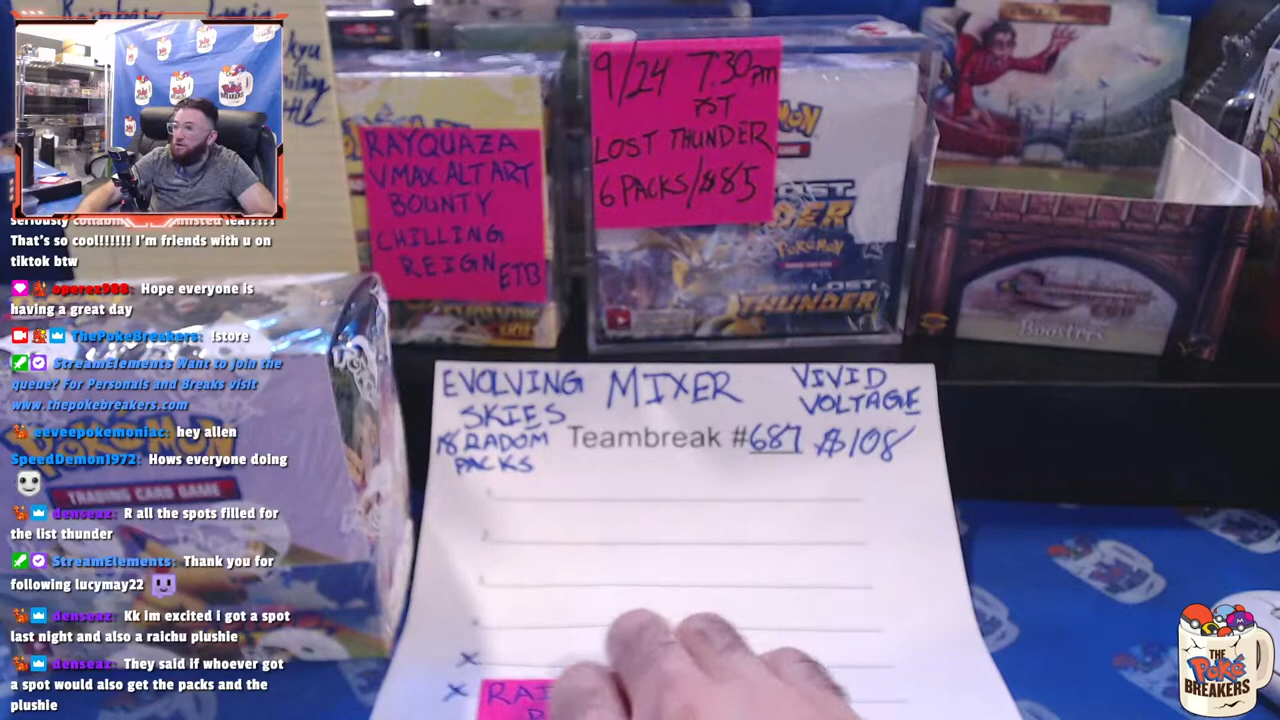 9/24 7:30pm
PST
LOST THUNDER
6 PACKS/$85
RAYQUAZA
VMAX ALT ART
BOUNTY
CHILLING
REIGN ETB
LOST
THUNDER
Boosters
EVOLVING SKIES
MIXER
VIVID VOLTAGE
18 RADOM PACKS
Teambreak #687 $108
X
X
TRADING CARD GAME
That's so cool!!!!!! I'm friends with u on
tiktok btw
operez988: Hope everyone is
having a great day
ThePokeBreakers: !store
StreamElements Want to join the
queue? For Personals and Breaks visit
www.thepokebreakers.com
eeveepokemoniac: hey allen
SpeedDemon1972: Hows everyone doing
denseaz: R all the spots filled for
the list thunder
StreamElements: Thank you for
following lucymay22
denseaz: Kk im excited i got a spot
last night and also a raichu plushie
denseaz: They said if whoever got
a spot would also get the packs and the
plushie
THE
Poké
BREAKERS